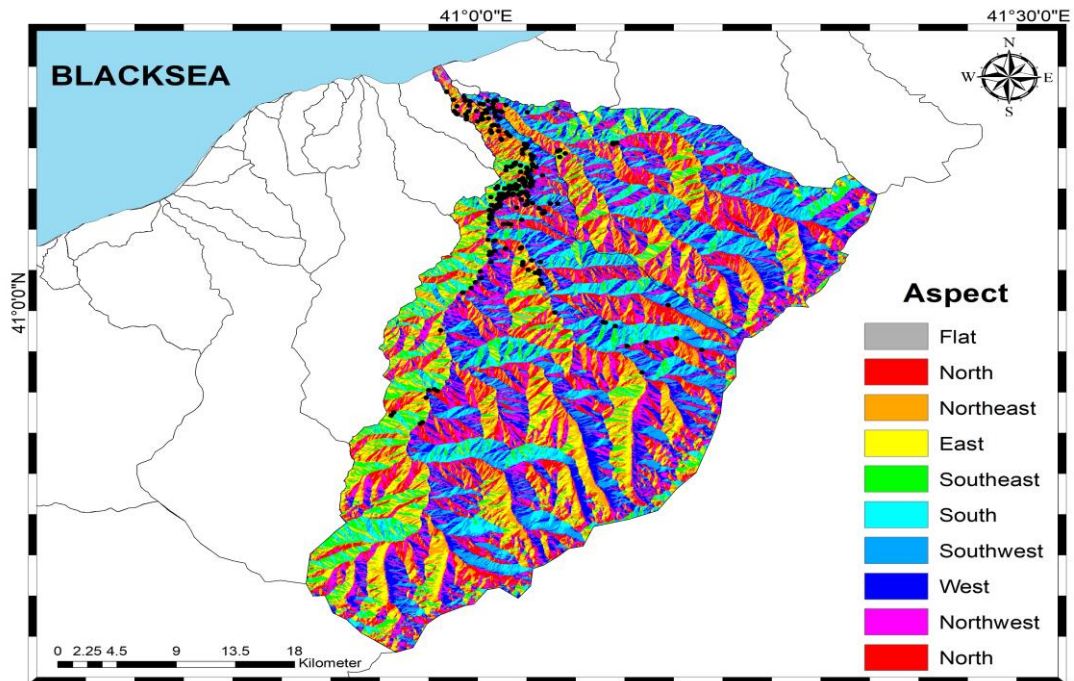 41°0'0"E
41°30'0"E
BLACKSEA
N
W
E
S
41°0'0"N
Aspect
Flat
North
Northeast
East
Southeast
South
Southwest
West
Northwest
North
0 2.25 4.5 9 13.5 18
Kilometer